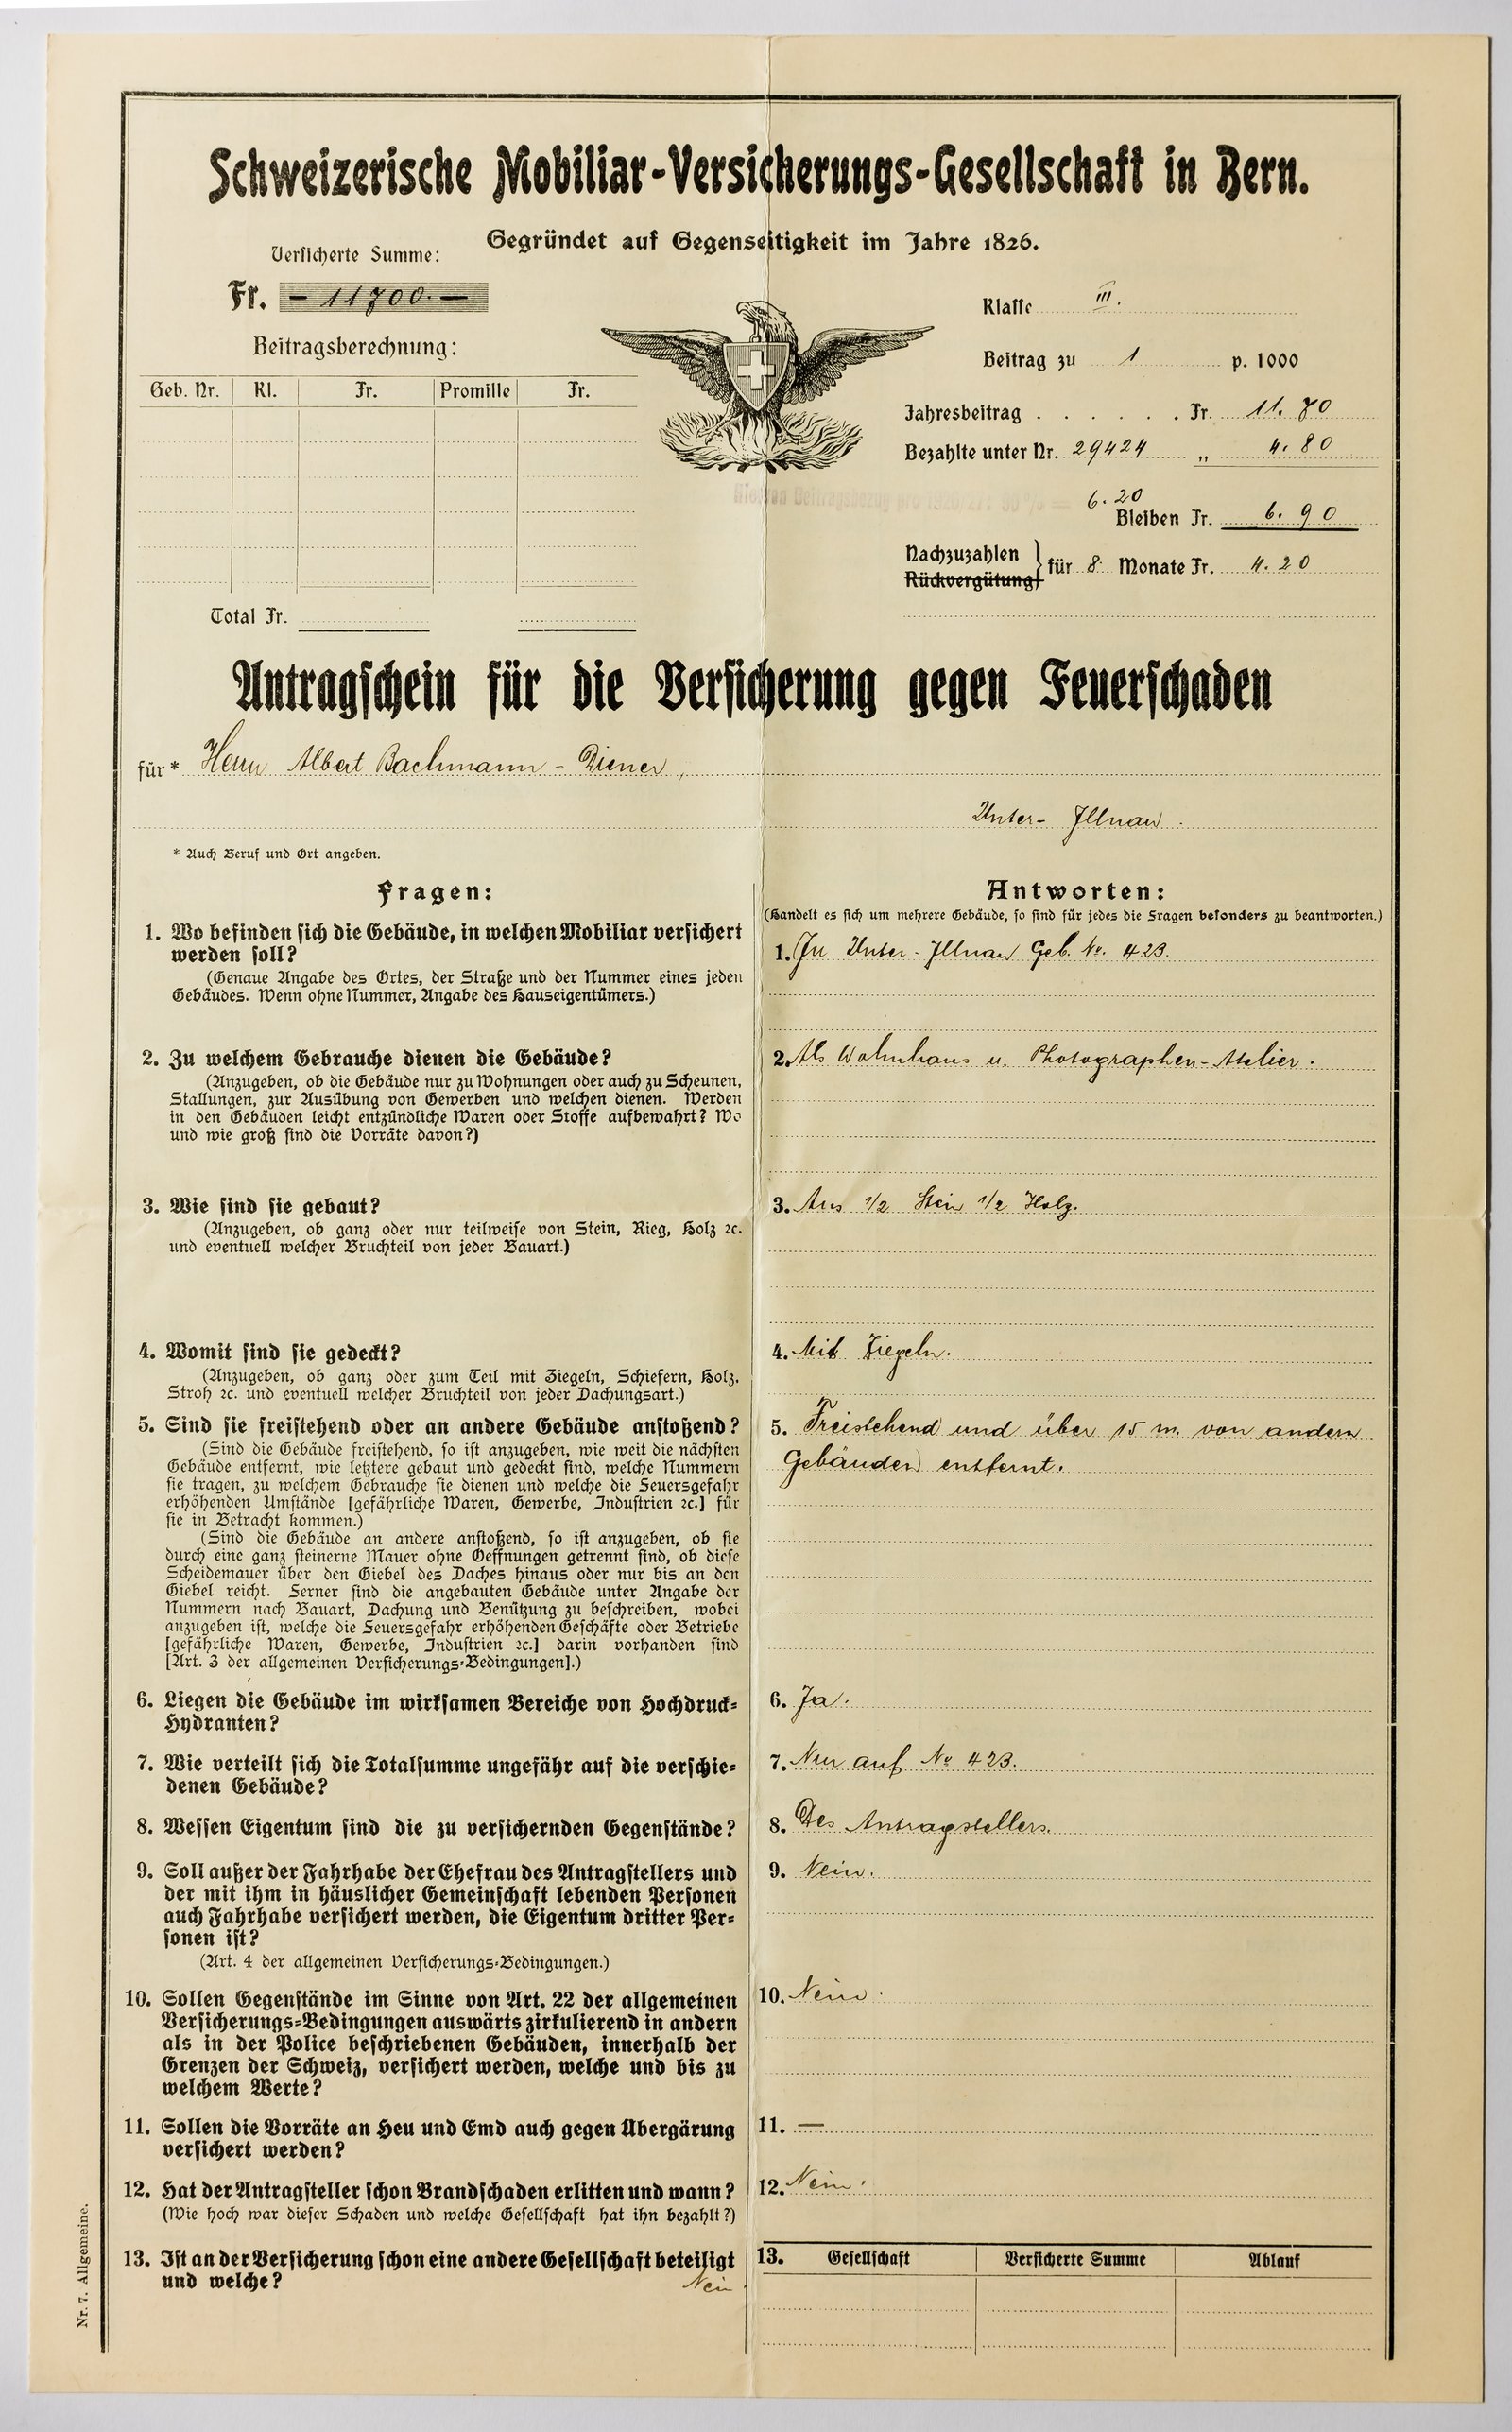 Schweizerische Mobiliar-Versicherungs-Gesellschaft in Bern.
Gegründet auf Gegenseitigkeit im Jahre 1826.
Versicherte Summe:
Fr. – 11700. –
Beitragsberechnung:
Geb. Nr. Kl. Fr. Promille Fr.
Total Fr.
Klasse III.
Beitrag zu 1 p. 1000
Jahresbeitrag . . . . . . Fr. 11. 70
Bezahlte unter Nr. 29424 „ 4. 80
Beitragsbezug pro 1926/27:
6. 20
Bleiben Fr. 6. 90
Nachzuzahlen
Rückvergütung } für 8 Monate Fr. 4. 20
Antragschein für die Versicherung gegen Feuerschaden
für * Herrn Albert Bachmann - Diener,
Unter- Illnau.
* Auch Beruf und Ort angeben.
Fragen:
1. Wo befinden sich die Gebäude, in welchen Mobiliar versichert
werden soll?
(Genaue Angabe des Ortes, der Straße und der Nummer eines jeden
Gebäudes. Wenn ohne Nummer, Angabe des Hauseigentümers.)
2. Zu welchem Gebrauche dienen die Gebäude?
(Anzugeben, ob die Gebäude nur zu Wohnungen oder auch zu Scheunen,
Stallungen, zur Ausübung von Gewerben und welchen dienen. Werden
in den Gebäuden leicht entzündliche Waren oder Stoffe aufbewahrt? Wo
und wie groß sind die Vorräte davon?)
3. Wie sind sie gebaut?
(Anzugeben, ob ganz oder nur teilweise von Stein, Rieg, Holz ꝛc.
und eventuell welcher Bruchteil von jeder Bauart.)
4. Womit sind sie gedeckt?
(Anzugeben, ob ganz oder zum Teil mit Ziegeln, Schiefern, Holz,
Stroh ꝛc. und eventuell welcher Bruchteil von jeder Dachungsart.)
5. Sind sie freistehend oder an andere Gebäude anstoßend?
(Sind die Gebäude freistehend, so ist anzugeben, wie weit die nächsten
Gebäude entfernt, wie letztere gebaut und gedeckt sind, welche Nummern
sie tragen, zu welchem Gebrauche sie dienen und welche die Feuersgefahr
erhöhenden Umstände [gefährliche Waren, Gewerbe, Industrien ꝛc.] für
sie in Betracht kommen.)
(Sind die Gebäude an andere anstoßend, so ist anzugeben, ob sie
durch eine ganz steinerne Mauer ohne Oeffnungen getrennt sind, ob diese
Scheidemauer über den Giebel des Daches hinaus oder nur bis an den
Giebel reicht. Ferner sind die angebauten Gebäude unter Angabe der
Nummern nach Bauart, Dachung und Benützung zu beschreiben, wobei
anzugeben ist, welche die Feuersgefahr erhöhenden Geschäfte oder Betriebe
[gefährliche Waren, Gewerbe, Industrien ꝛc.] darin vorhanden sind
[Art. 3 der allgemeinen Versicherungs-Bedingungen].)
6. Liegen die Gebäude im wirksamen Bereiche von Hochdruck-
Hydranten?
7. Wie verteilt sich die Totalsumme ungefähr auf die verschie-
denen Gebäude?
8. Wessen Eigentum sind die zu versichernden Gegenstände?
9. Soll außer der Fahrhabe der Ehefrau des Antragstellers und
der mit ihm in häuslicher Gemeinschaft lebenden Personen
auch Fahrhabe versichert werden, die Eigentum dritter Per-
sonen ist?
(Art. 4 der allgemeinen Versicherungs-Bedingungen.)
10. Sollen Gegenstände im Sinne von Art. 22 der allgemeinen
Versicherungs-Bedingungen auswärts zirkulierend in andern
als in der Police beschriebenen Gebäuden, innerhalb der
Grenzen der Schweiz, versichert werden, welche und bis zu
welchem Werte?
11. Sollen die Vorräte an Heu und Emd auch gegen Übergärung
versichert werden?
12. Hat der Antragsteller schon Brandschaden erlitten und wann?
(Wie hoch war dieser Schaden und welche Gesellschaft hat ihn bezahlt?)
13. Ist an der Versicherung schon eine andere Gesellschaft beteiligt
und welche? Nein
Antworten:
(Handelt es sich um mehrere Gebäude, so sind für jedes die Fragen besonders zu beantworten.)
1. In Unter-Illnau Geb. No. 423.
2. Als Wohnhaus u. Photographen-Atelier.
3. Aus 1/2 Stein 1/2 Holz.
4. Mit Ziegeln.
5. Freistehend und über 15 m. von andern
Gebäuden entfernt.
6. Ja.
7. Nur auf No 423.
8. Des Antragstellers.
9. Nein.
10. Nein.
11. —
12. Nein.
13. Gesellschaft Versicherte Summe Ablauf
Nr. 7. Allgemeine.